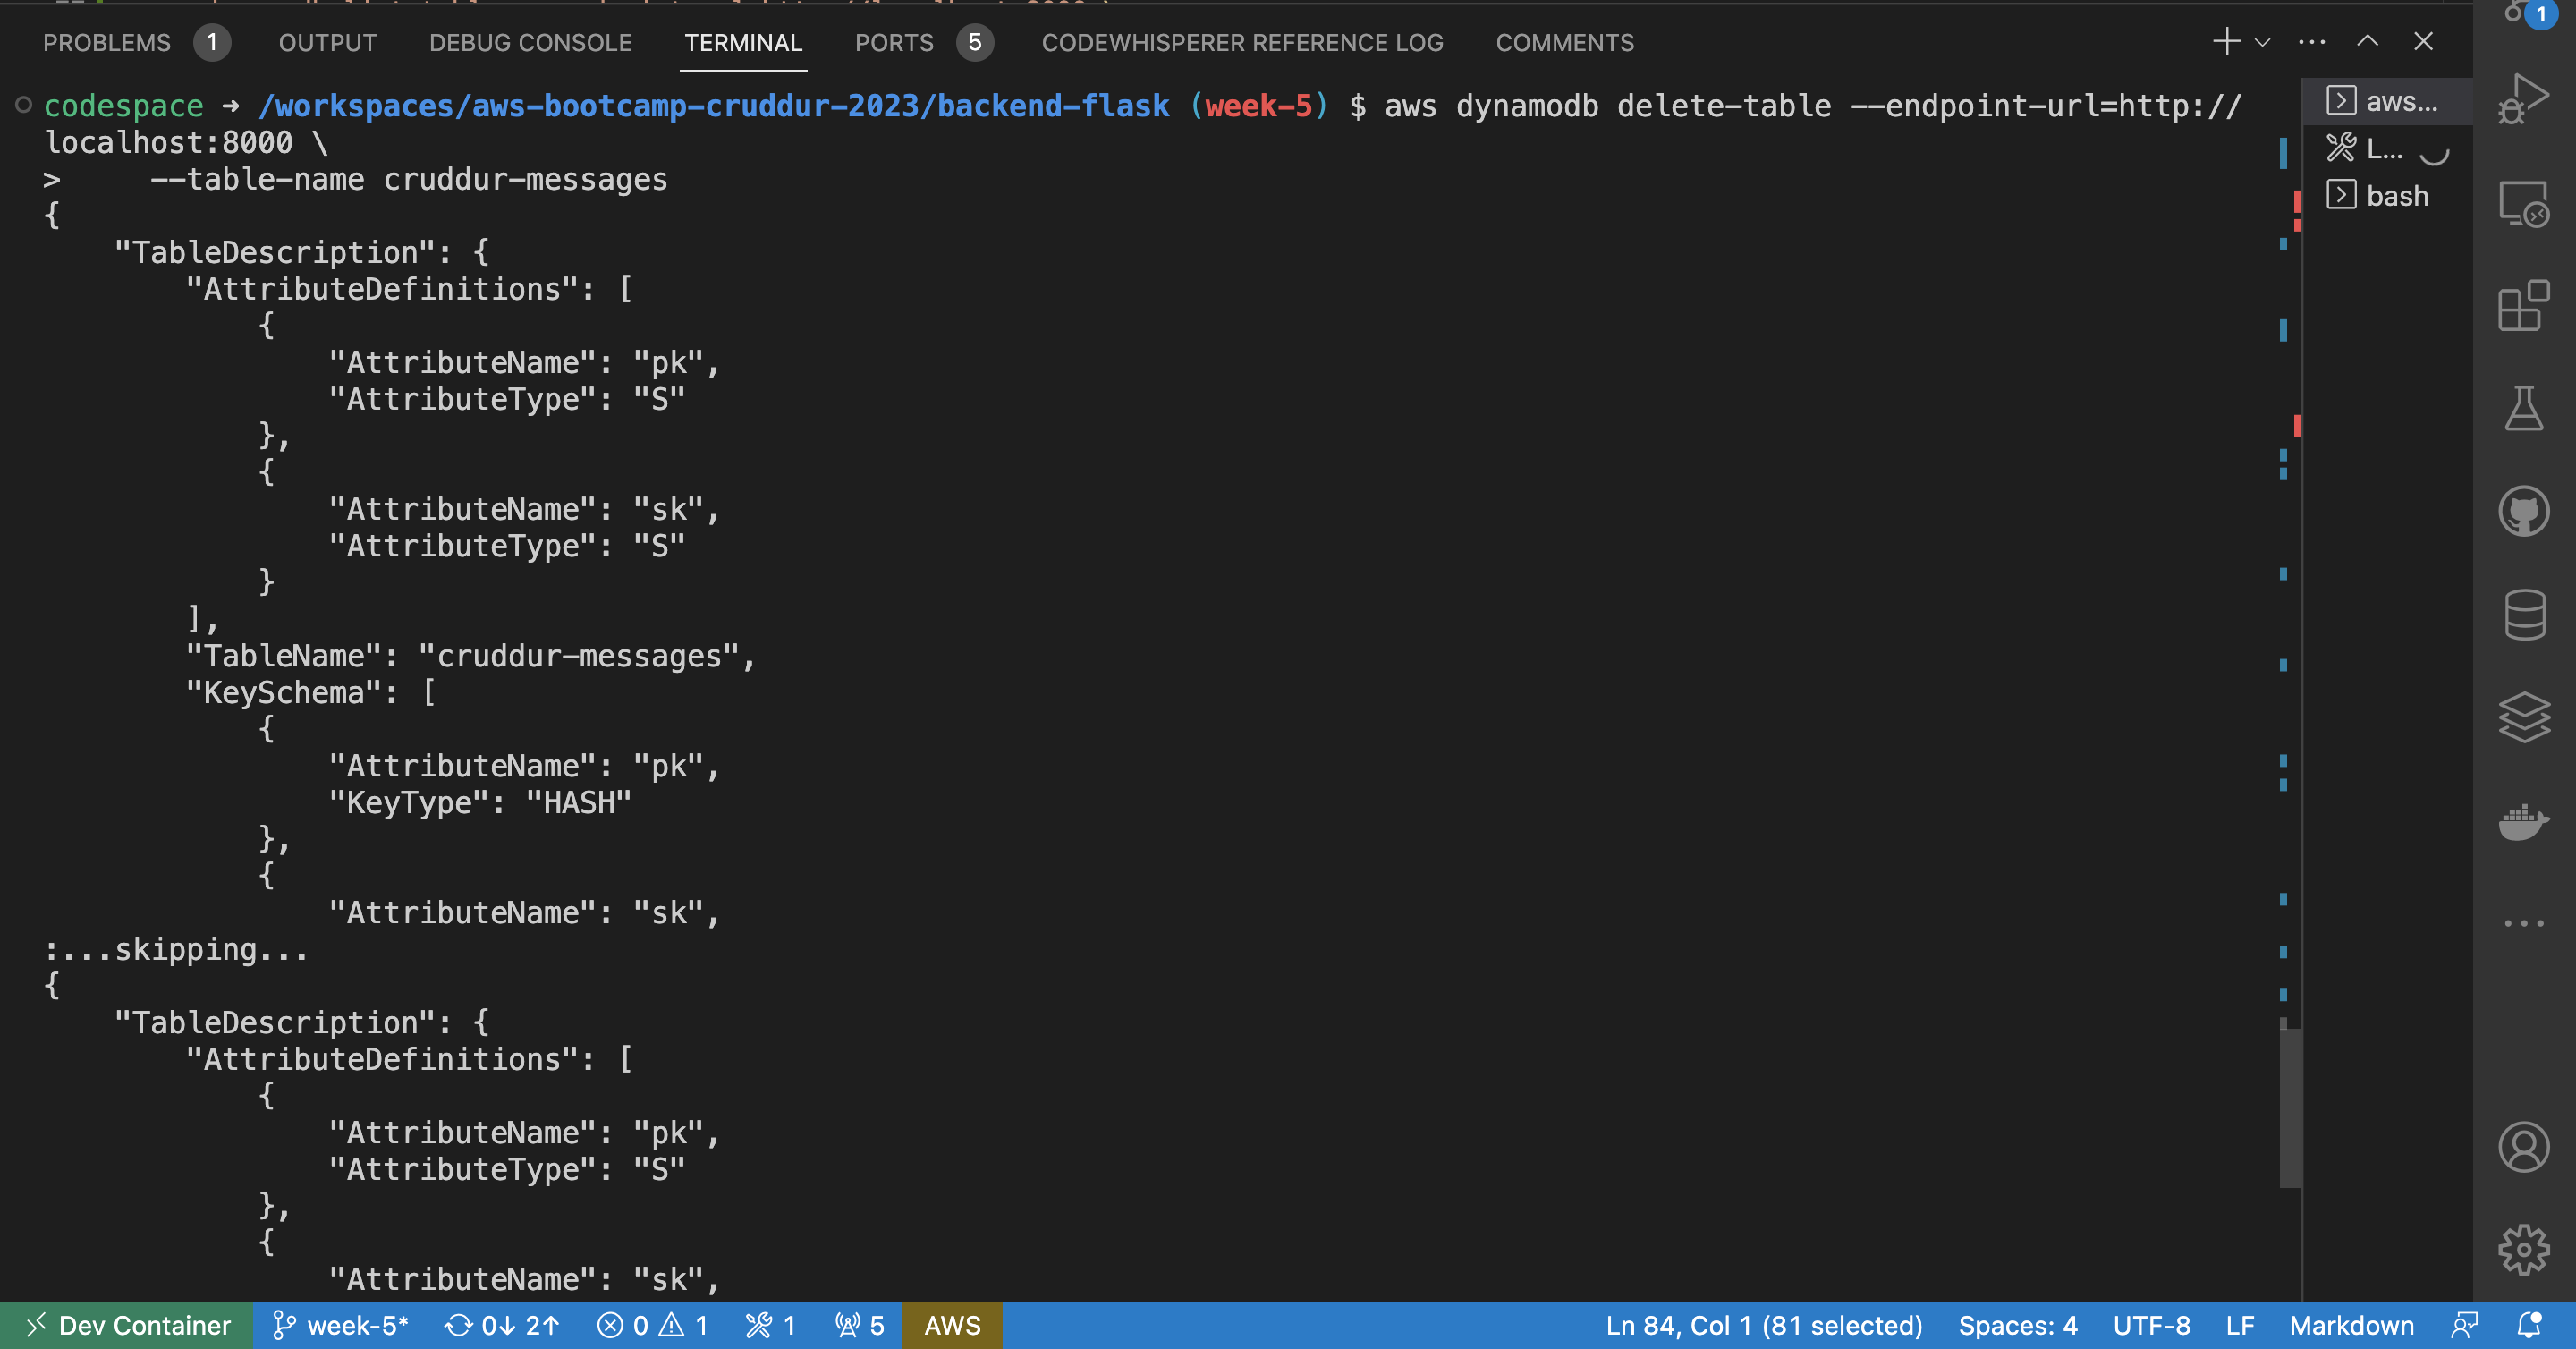 PROBLEMS 1 OUTPUT DEBUG CONSOLE TERMINAL PORTS 5 CODEWHISPERER REFERENCE LOG COMMENTS
1
codespace ➜ /workspaces/aws-bootcamp-cruddur-2023/backend-flask (week-5) $ aws dynamodb delete-table --endpoint-url=http://
localhost:8000 \
>     --table-name cruddur-messages
{
    "TableDescription": {
        "AttributeDefinitions": [
            {
                "AttributeName": "pk",
                "AttributeType": "S"
            },
            {
                "AttributeName": "sk",
                "AttributeType": "S"
            }
        ],
        "TableName": "cruddur-messages",
        "KeySchema": [
            {
                "AttributeName": "pk",
                "KeyType": "HASH"
            },
            {
                "AttributeName": "sk",
:...skipping...
{
    "TableDescription": {
        "AttributeDefinitions": [
            {
                "AttributeName": "pk",
                "AttributeType": "S"
            },
            {
                "AttributeName": "sk",
aws...
L...
bash
Dev Container week-5* 0↓ 2↑ 0 1 1 5 AWS Ln 84, Col 1 (81 selected) Spaces: 4 UTF-8 LF Markdown